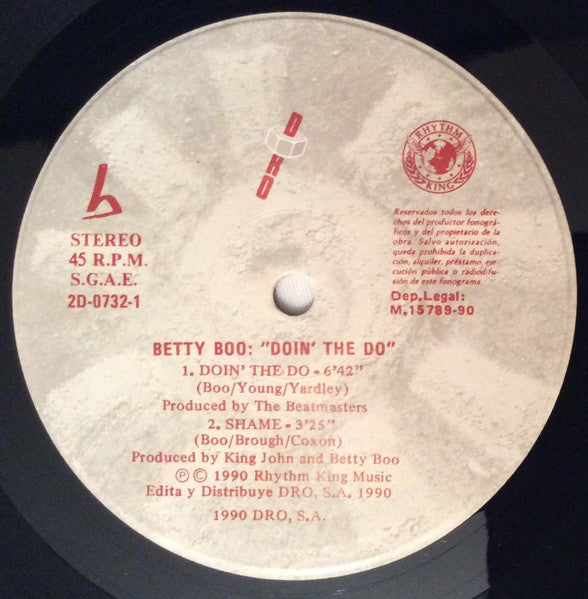 DRO
RHYTHM
KING
b
STEREO
45 R.P.M.
S.G.A.E.
2D-0732-1
Reservados todos los dere-
chos del productor fonográ-
ficos y del propietario de la
obra. Salvo autorización,
queda prohibida la duplica-
ción, alquiler, préstamo, eje-
cución pública o radiodifu-
sión de este fonograma
Dep.Legal:
M.15789-90
BETTY BOO: "DOIN' THE DO"
1. DOIN' THE DO - 6'42"
(Boo/Young/Yardley)
Produced by The Beatmasters
2. SHAME - 3'25"
(Boo/Brough/Coxon)
Produced by King John and Betty Boo
℗ © 1990 Rhythm King Music
Edita y Distribuye DRO, S.A. 1990
1990 DRO, S.A.